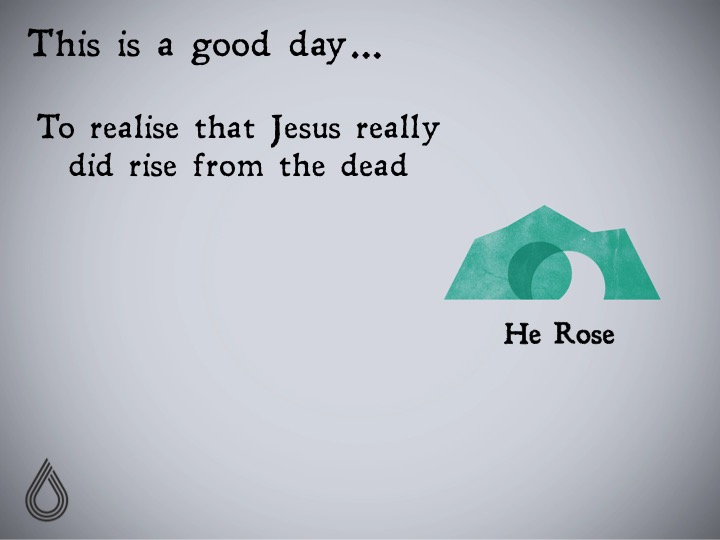 This is a good day...
To realise that Jesus really
did rise from the dead
He Rose